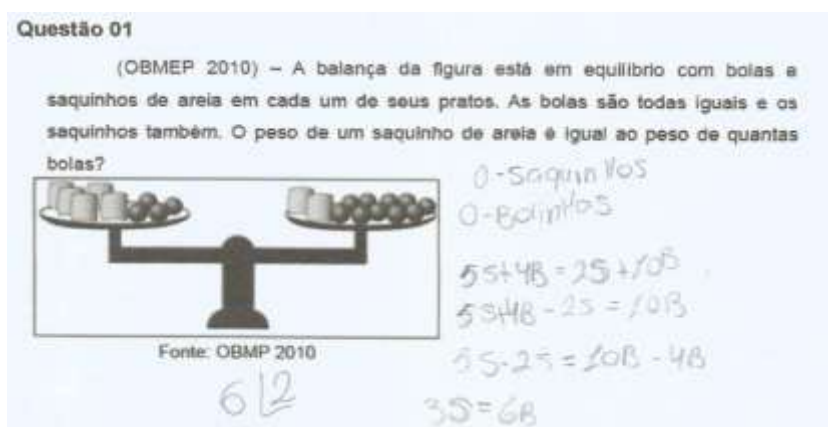 Questão 01
(OBMEP 2010) – A balança da figura está em equilíbrio com bolas e
saquinhos de areia em cada um de seus pratos. As bolas são todas iguais e os
saquinhos também. O peso de um saquinho de areia é igual ao peso de quantas
bolas?
0-Saquinhos
0-Bolinhas
5S+4B = 2S+10B
5S+4B - 2S = 10B
5S-2S = 10B - 4B
3S = 6B
Fonte: OBMP 2010
6 2